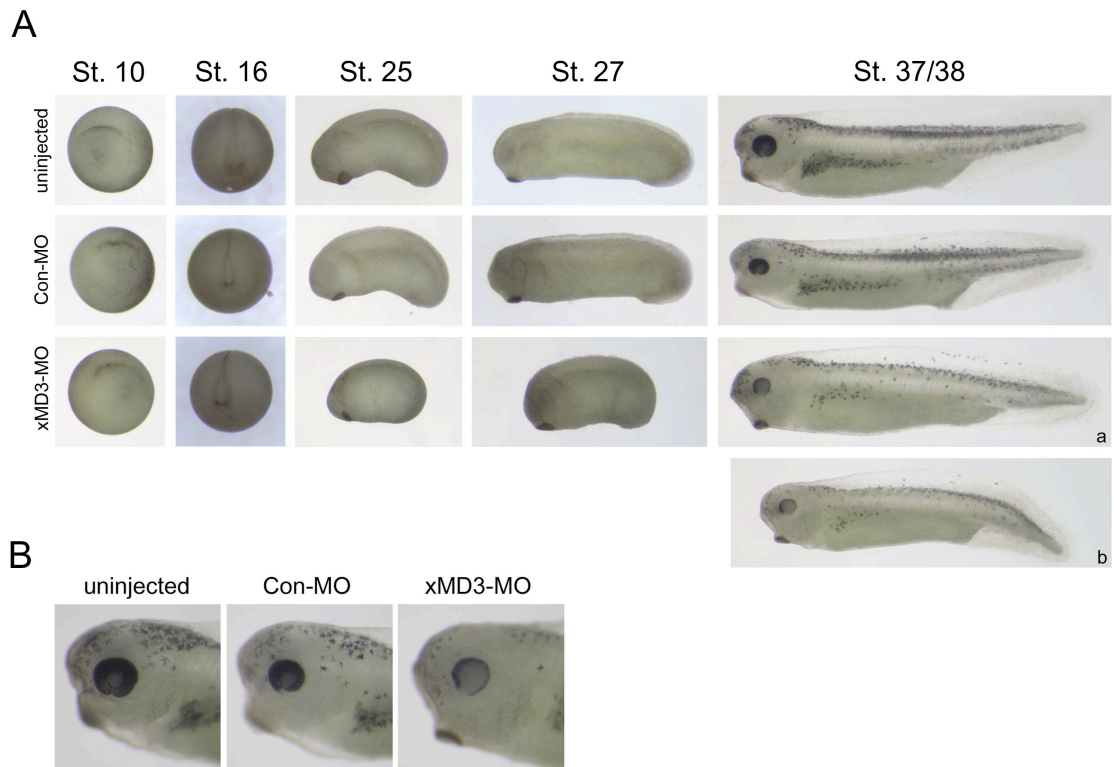 A
St. 10 St. 16 St. 25 St. 27 St. 37/38
uninjected
Con-MO
xMD3-MO
a
b
B
uninjected Con-MO xMD3-MO